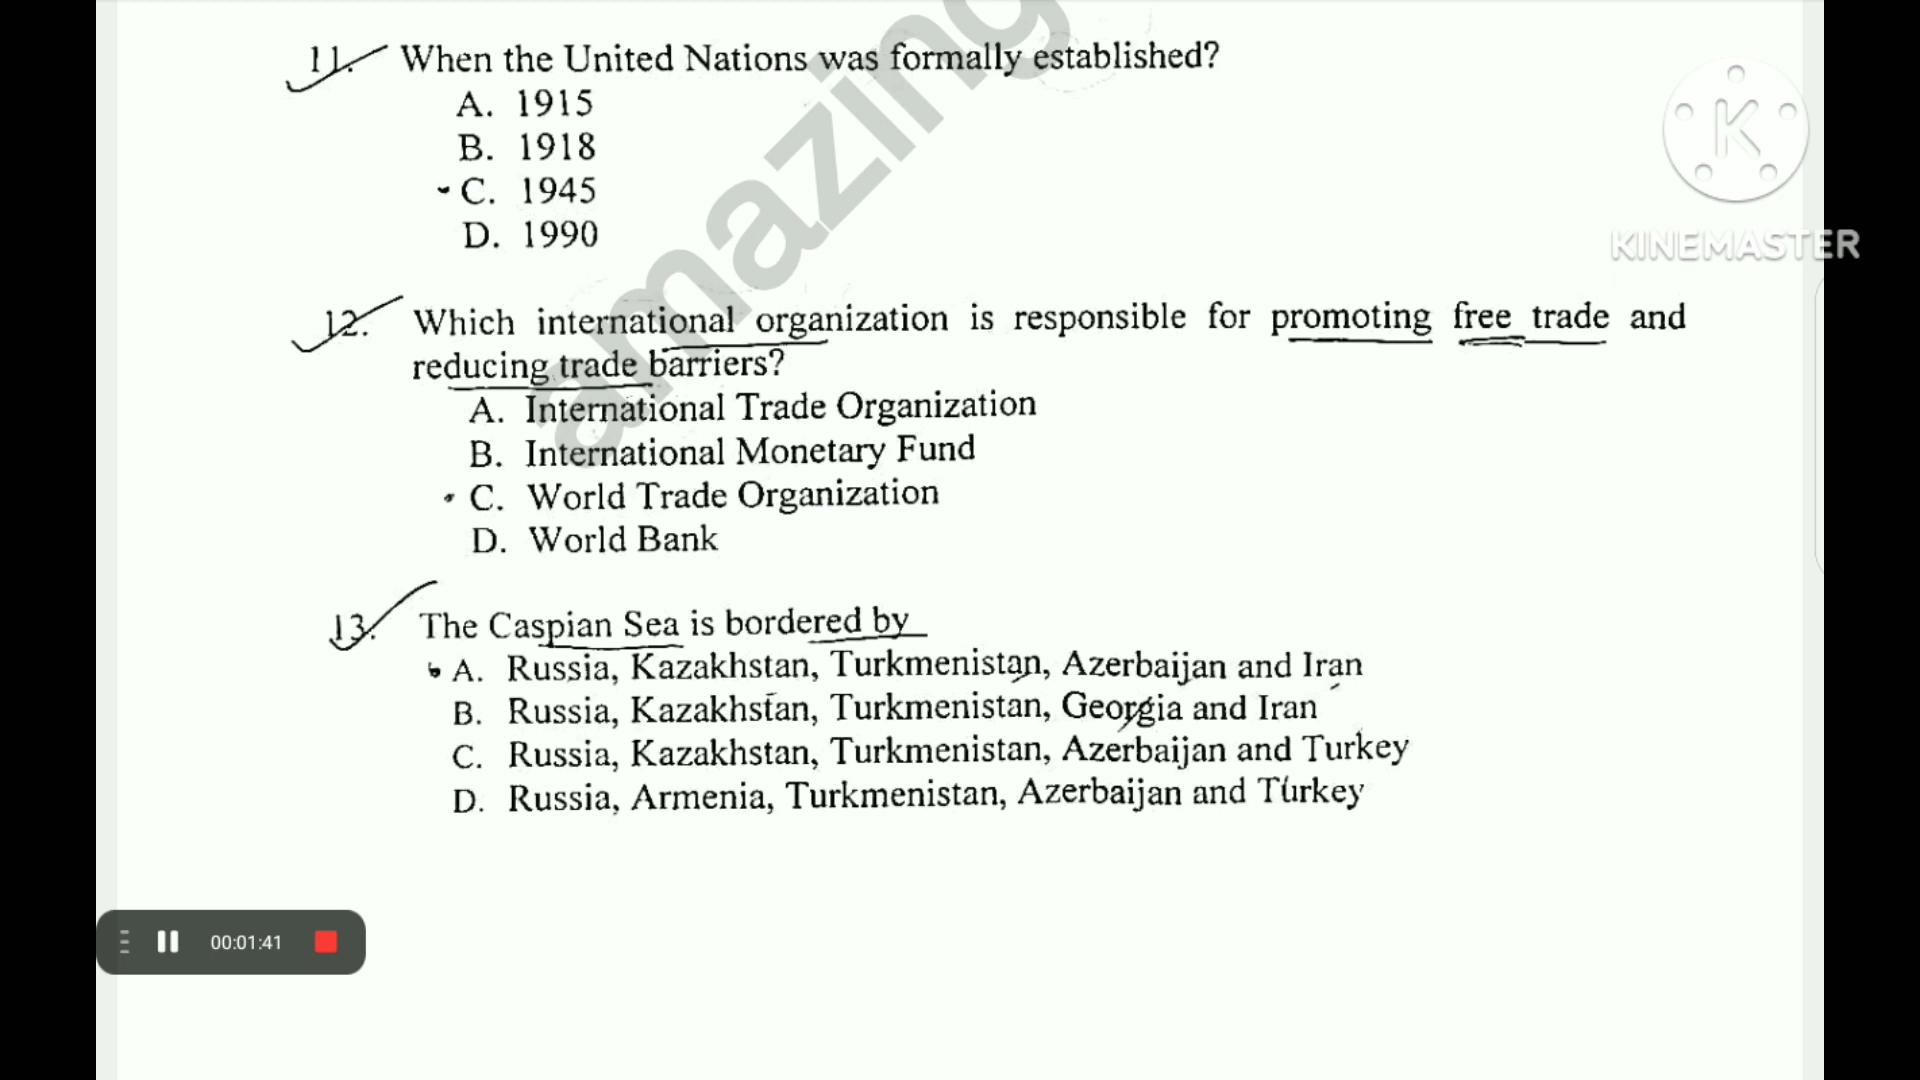 11. When the United Nations was formally established?
A. 1915
B. 1918
C. 1945
D. 1990
K
KINEMASTER
amazing
12. Which international organization is responsible for promoting free trade and
reducing trade barriers?
A. International Trade Organization
B. International Monetary Fund
C. World Trade Organization
D. World Bank
13. The Caspian Sea is bordered by
A. Russia, Kazakhstan, Turkmenistan, Azerbaijan and Iran
B. Russia, Kazakhstan, Turkmenistan, Georgia and Iran
C. Russia, Kazakhstan, Turkmenistan, Azerbaijan and Turkey
D. Russia, Armenia, Turkmenistan, Azerbaijan and Turkey
00:01:41